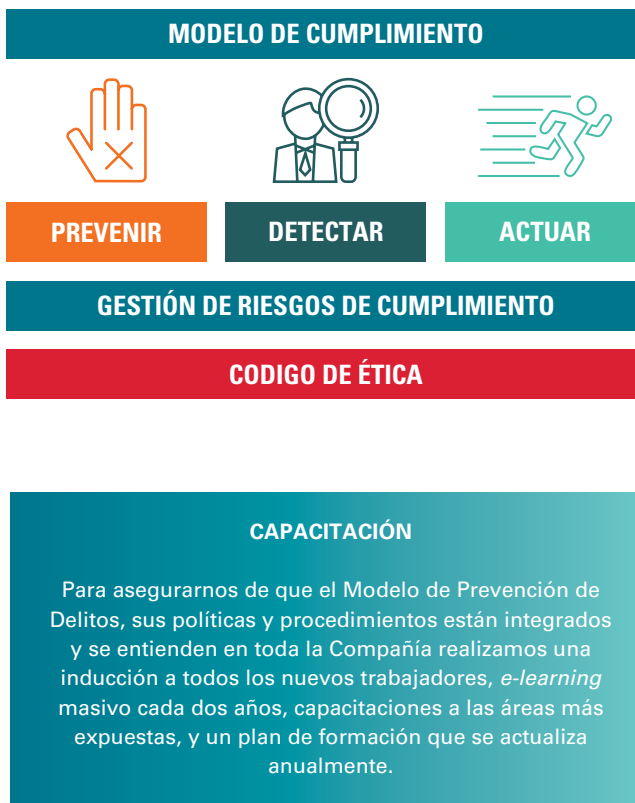 MODELO DE CUMPLIMIENTO
PREVENIR
DETECTAR
ACTUAR
GESTIÓN DE RIESGOS DE CUMPLIMIENTO
CODIGO DE ÉTICA
CAPACITACIÓN
Para asegurarnos de que el Modelo de Prevención de
Delitos, sus políticas y procedimientos están integrados
y se entienden en toda la Compañía realizamos una
inducción a todos los nuevos trabajadores, e-learning
masivo cada dos años, capacitaciones a las áreas más
expuestas, y un plan de formación que se actualiza
anualmente.